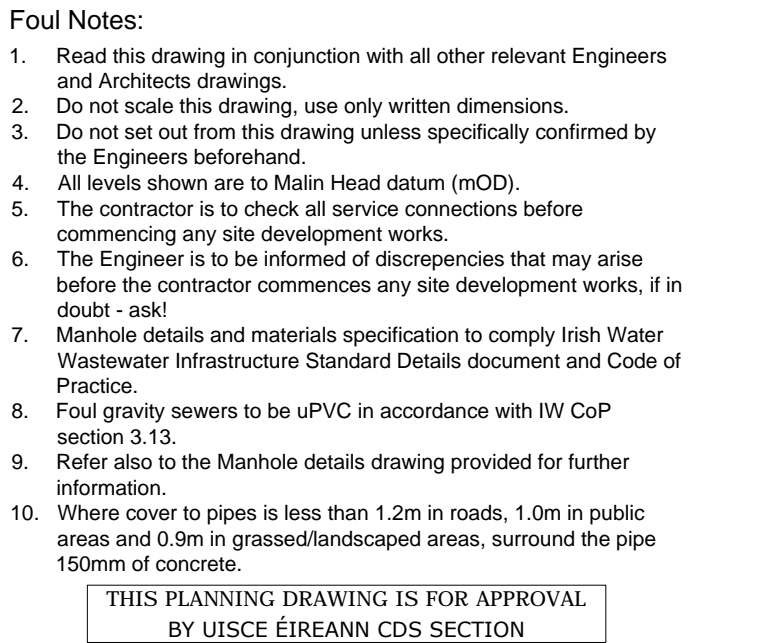 Foul Notes:
1. Read this drawing in conjunction with all other relevant Engineers
and Architects drawings.
2. Do not scale this drawing, use only written dimensions.
3. Do not set out from this drawing unless specifically confirmed by
the Engineers beforehand.
4. All levels shown are to Malin Head datum (mOD).
5. The contractor is to check all service connections before
commencing any site development works.
6. The Engineer is to be informed of discrepencies that may arise
before the contractor commences any site development works, if in
doubt - ask!
7. Manhole details and materials specification to comply Irish Water
Wastewater Infrastructure Standard Details document and Code of
Practice.
8. Foul gravity sewers to be uPVC in accordance with IW CoP
section 3.13.
9. Refer also to the Manhole details drawing provided for further
information.
10. Where cover to pipes is less than 1.2m in roads, 1.0m in public
areas and 0.9m in grassed/landscaped areas, surround the pipe
150mm of concrete.
THIS PLANNING DRAWING IS FOR APPROVAL
BY UISCE ÉIREANN CDS SECTION